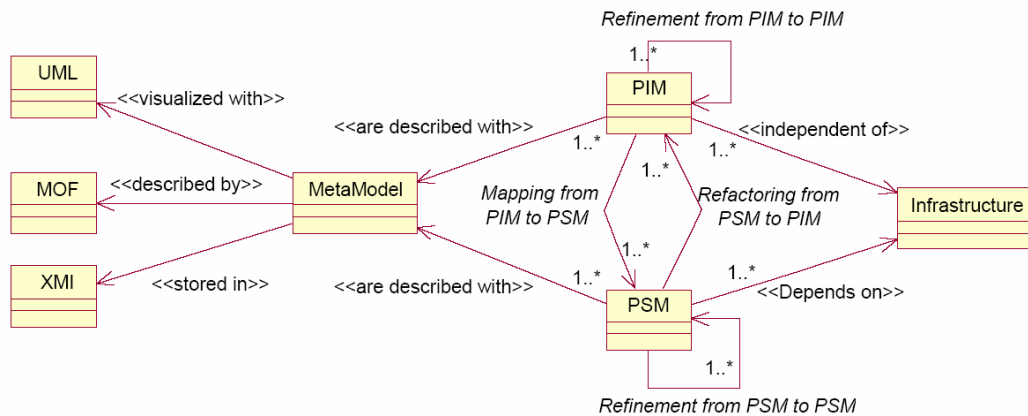 Refinement from PIM to PIM
1..*
UML
PIM
<<visualized with>>
<<are described with>>
<<independent of>>
1..*
1..*
1..*
MOF
<<described by>>
MetaModel
Mapping from
PIM to PSM
Refactoring from
PSM to PIM
Infrastructure
1..*
XMI
<<stored in>>
<<are described with>>
1..*
1..*
<<Depends on>>
PSM
1..*
Refinement from PSM to PSM